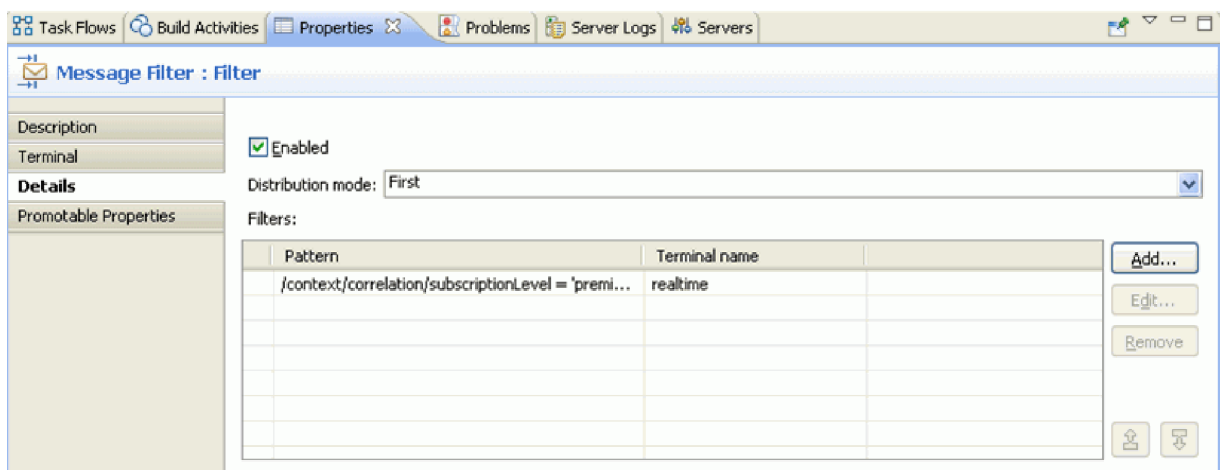 Task Flows Build Activities Properties Problems Server Logs Servers
Message Filter : Filter
Description
Terminal
Details
Promotable Properties
Enabled
Distribution mode: First
Filters:
Pattern Terminal name
/context/correlation/subscriptionLevel = 'premi... realtime
Add...
Edit...
Remove